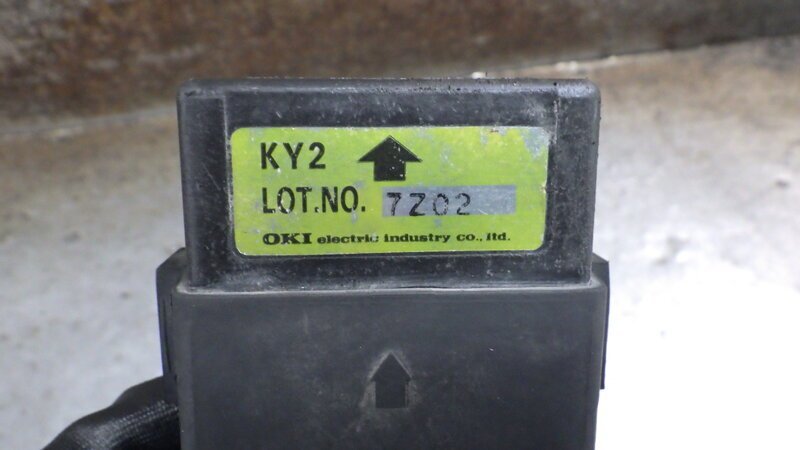 KY2
LOT.NO. 7Z02
OKI electric industry co., ltd.